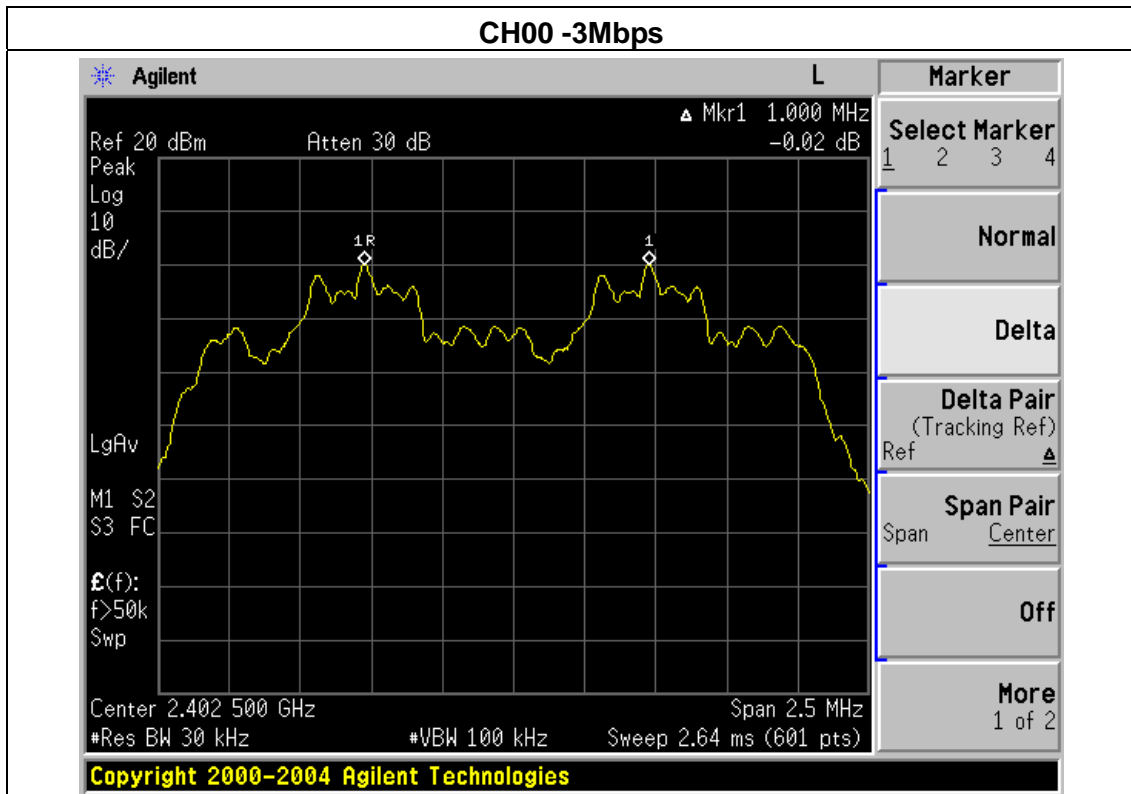 CH00 -3Mbps
Agilent L
Δ Mkr1 1.000 MHz
Ref 20 dBm Atten 30 dB -0.02 dB
Peak
Log
10
dB/
1R 1
LgAv
M1 S2
S3 FC
£(f):
f>50k
Swp
Center 2.402 500 GHz Span 2.5 MHz
#Res BW 30 kHz #VBW 100 kHz Sweep 2.64 ms (601 pts)
Copyright 2000-2004 Agilent Technologies
Marker
Select Marker
1 2 3 4
Normal
Delta
Delta Pair
(Tracking Ref)
Ref Δ
Span Pair
Span Center
Off
More
1 of 2